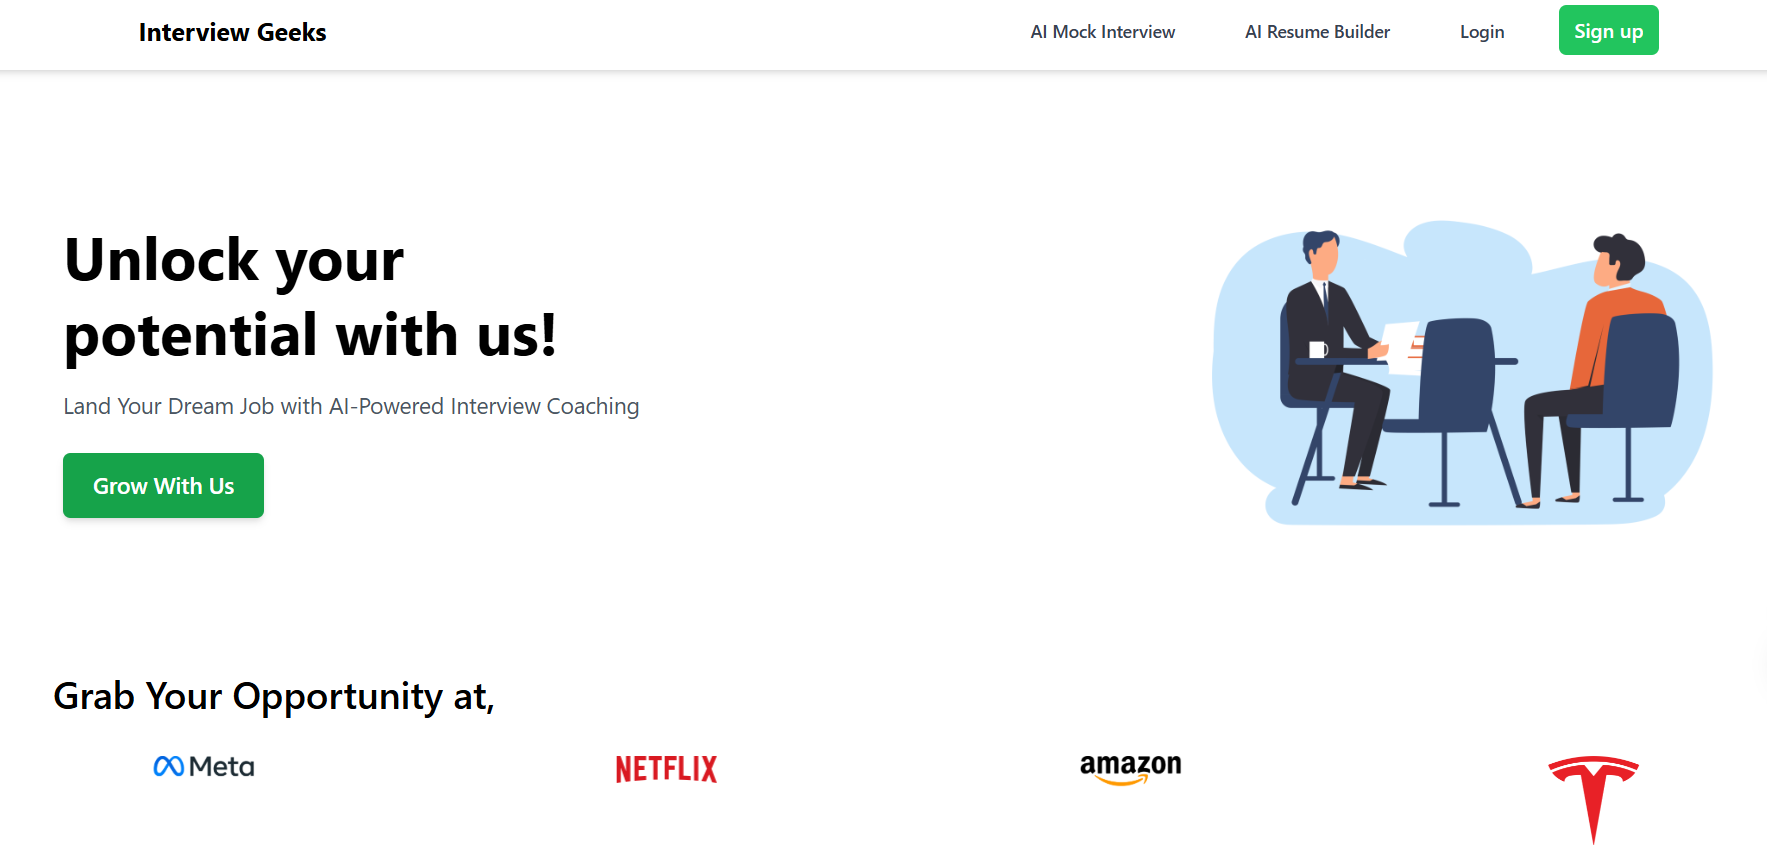 Interview Geeks
AI Mock Interview
AI Resume Builder
Login
Sign up
Unlock your
potential with us!
Land Your Dream Job with AI-Powered Interview Coaching
Grow With Us
Grab Your Opportunity at,
Meta
NETFLIX
amazon